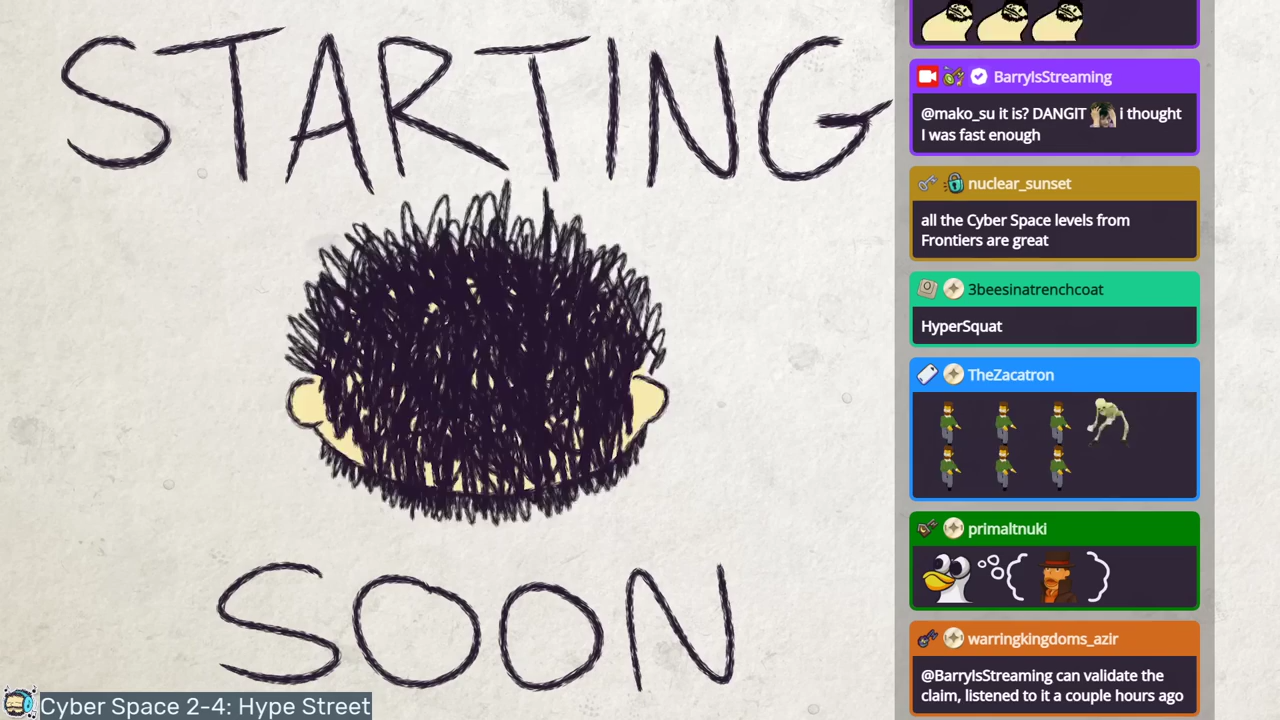 STARTING
SOON
BarryIsStreaming
@mako_su it is? DANGIT i thought
I was fast enough
nuclear_sunset
all the Cyber Space levels from
Frontiers are great
3beesinatrenchcoat
HyperSquat
TheZacatron
primaltnuki
warringkingdoms_azir
@BarryIsStreaming can validate the
claim, listened to it a couple hours ago
Cyber Space 2-4: Hype Street